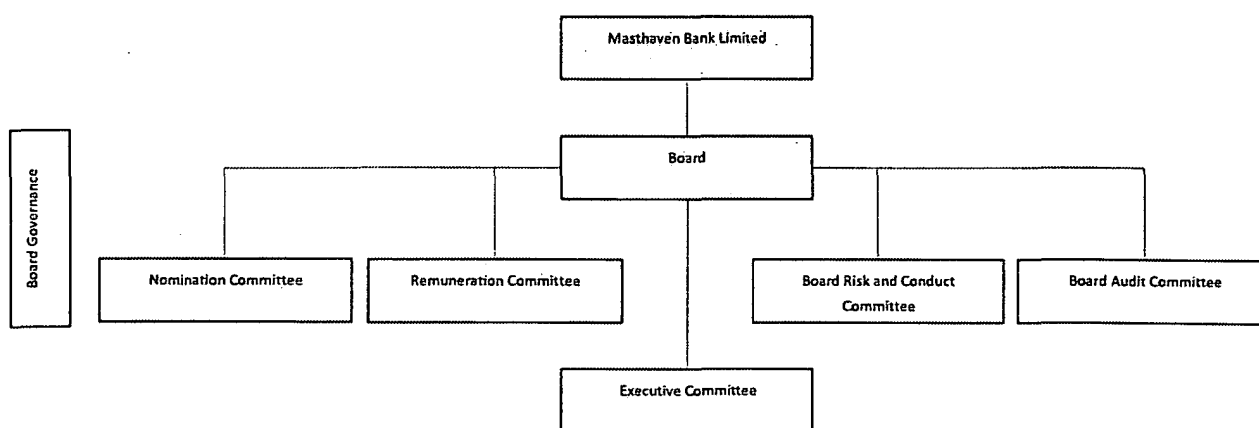 Masthaven Bank Limited
Board
Board Governance
Nomination Committee
Remuneration Committee
Board Risk and Conduct
Committee
Board Audit Committee
Executive Committee